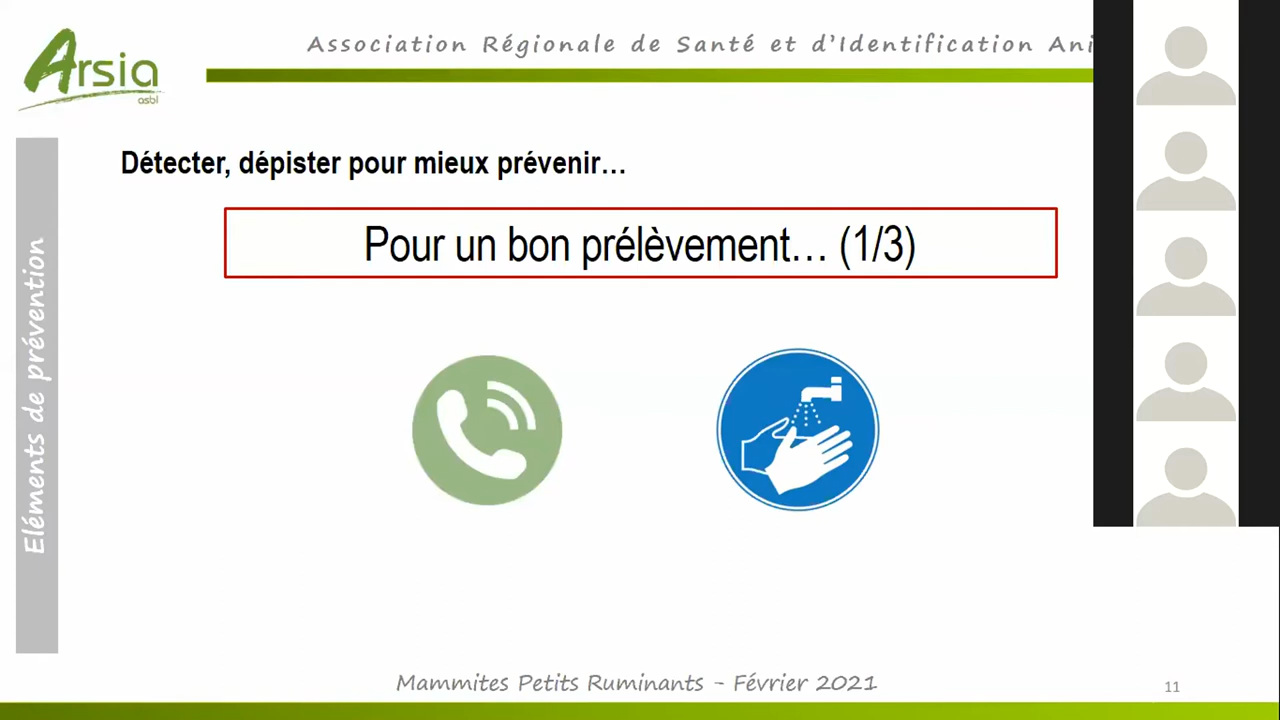 Arsia
asbl
Association Régionale de Santé et d'Identification Ani
Eléments de prévention
Détecter, dépister pour mieux prévenir…
Pour un bon prélèvement… (1/3)
Mammites Petits Ruminants - Février 2021
11